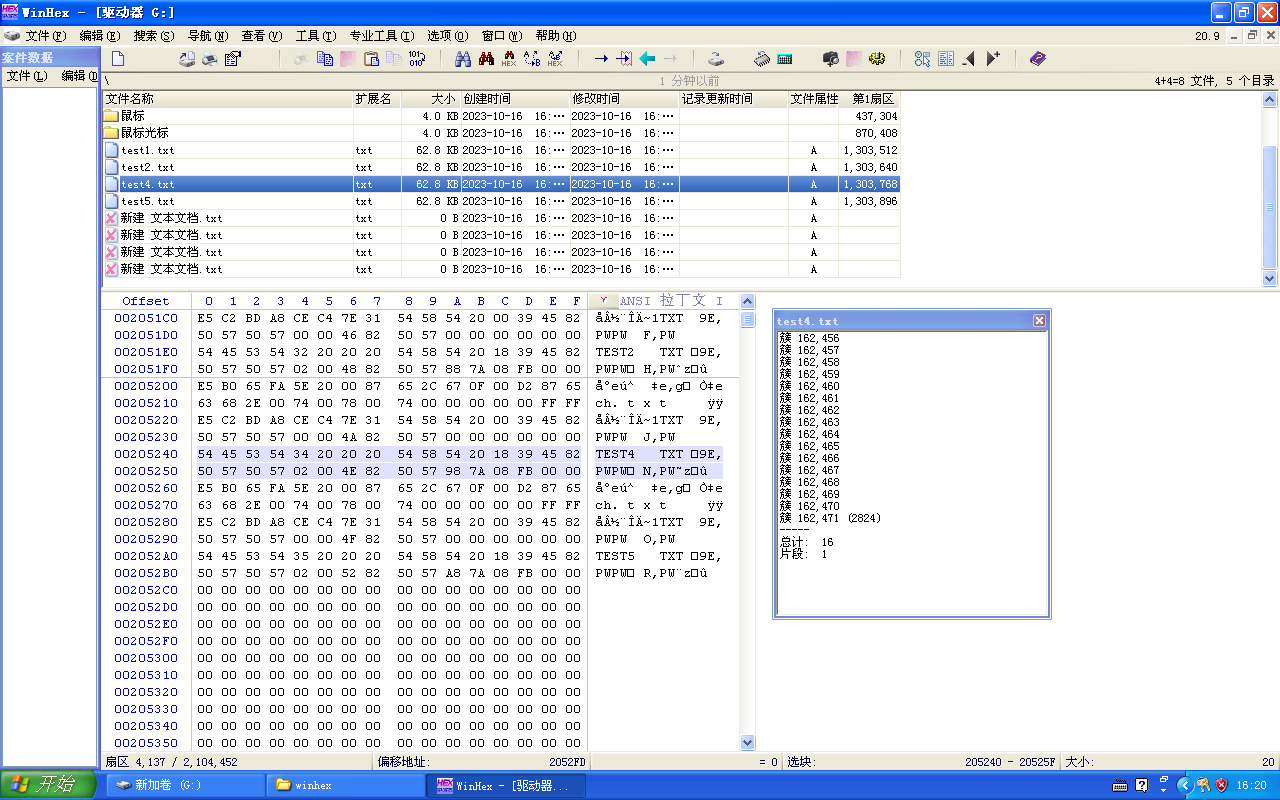 WinHex - [驱动器 G:]
文件(F) 编辑(E) 搜索(S) 导航(N) 查看(V) 工具(T) 专业工具(I) 选项(O) 窗口(W) 帮助(H) 20.9
案件数据
文件(L) 编辑(D
\ 1 分钟以前 4+4=8 文件, 5 个目录
文件名称 扩展名 大小 创建时间 修改时间 记录更新时间 文件属性 第1扇区
鼠标 4.0 KB 2023-10-16 16:… 2023-10-16 16:… 437,304
鼠标光标 4.0 KB 2023-10-16 16:… 2023-10-16 16:… 870,408
test1.txt txt 62.8 KB 2023-10-16 16:… 2023-10-16 16:… A 1,303,512
test2.txt txt 62.8 KB 2023-10-16 16:… 2023-10-16 16:… A 1,303,640
test4.txt txt 62.8 KB 2023-10-16 16:… 2023-10-16 16:… A 1,303,768
test5.txt txt 62.8 KB 2023-10-16 16:… 2023-10-16 16:… A 1,303,896
新建 文本文档.txt txt 0 B 2023-10-16 16:… 2023-10-16 16:… A
新建 文本文档.txt txt 0 B 2023-10-16 16:… 2023-10-16 16:… A
新建 文本文档.txt txt 0 B 2023-10-16 16:… 2023-10-16 16:… A
新建 文本文档.txt txt 0 B 2023-10-16 16:… 2023-10-16 16:… A
Offset 0 1 2 3 4 5 6 7 8 9 A B C D E F ANSI 拉丁文 I
002051C0 E5 C2 BD A8 CE C4 7E 31 54 58 54 20 00 39 45 82 åÂ½¨ÎÄ~1TXT 9E‚
002051D0 50 57 50 57 00 00 46 82 50 57 00 00 00 00 00 00 PWPW F‚PW
002051E0 54 45 53 54 32 20 20 20 54 58 54 20 18 39 45 82 TEST2 TXT □9E‚
002051F0 50 57 50 57 02 00 48 82 50 57 88 7A 08 FB 00 00 PWPW□ H‚PWˆz□û
00205200 E5 B0 65 FA 5E 20 00 87 65 2C 67 0F 00 D2 87 65 å°eú^ ‡e,g□ Ò‡e
00205210 63 68 2E 00 74 00 78 00 74 00 00 00 00 00 FF FF ch. t x t ÿÿ
00205220 E5 C2 BD A8 CE C4 7E 31 54 58 54 20 00 39 45 82 åÂ½¨ÎÄ~1TXT 9E‚
00205230 50 57 50 57 00 00 4A 82 50 57 00 00 00 00 00 00 PWPW J‚PW
00205240 54 45 53 54 34 20 20 20 54 58 54 20 18 39 45 82 TEST4 TXT □9E‚
00205250 50 57 50 57 02 00 4E 82 50 57 98 7A 08 FB 00 00 PWPW□ N‚PW˜z□û
00205260 E5 B0 65 FA 5E 20 00 87 65 2C 67 0F 00 D2 87 65 å°eú^ ‡e,g□ Ò‡e
00205270 63 68 2E 00 74 00 78 00 74 00 00 00 00 00 FF FF ch. t x t ÿÿ
00205280 E5 C2 BD A8 CE C4 7E 31 54 58 54 20 00 39 45 82 åÂ½¨ÎÄ~1TXT 9E‚
00205290 50 57 50 57 00 00 4F 82 50 57 00 00 00 00 00 00 PWPW O‚PW
002052A0 54 45 53 54 35 20 20 20 54 58 54 20 18 39 45 82 TEST5 TXT □9E‚
002052B0 50 57 50 57 02 00 52 82 50 57 A8 7A 08 FB 00 00 PWPW□ R‚PW¨z□û
002052C0 00 00 00 00 00 00 00 00 00 00 00 00 00 00 00 00
002052D0 00 00 00 00 00 00 00 00 00 00 00 00 00 00 00 00
002052E0 00 00 00 00 00 00 00 00 00 00 00 00 00 00 00 00
002052F0 00 00 00 00 00 00 00 00 00 00 00 00 00 00 00 00
00205300 00 00 00 00 00 00 00 00 00 00 00 00 00 00 00 00
00205310 00 00 00 00 00 00 00 00 00 00 00 00 00 00 00 00
00205320 00 00 00 00 00 00 00 00 00 00 00 00 00 00 00 00
00205330 00 00 00 00 00 00 00 00 00 00 00 00 00 00 00 00
00205340 00 00 00 00 00 00 00 00 00 00 00 00 00 00 00 00
00205350 00 00 00 00 00 00 00 00 00 00 00 00 00 00 00 00
test4.txt
簇 162,456
簇 162,457
簇 162,458
簇 162,459
簇 162,460
簇 162,461
簇 162,462
簇 162,463
簇 162,464
簇 162,465
簇 162,466
簇 162,467
簇 162,468
簇 162,469
簇 162,470
簇 162,471 (2824)
-----
总计: 16
片段: 1
扇区 4,137 / 2,104,452 偏移地址: 2052FD = 0 选块: 205240 - 20525F 大小: 20
开始 新加卷 (G:) winhex WinHex - [驱动器... 16:20